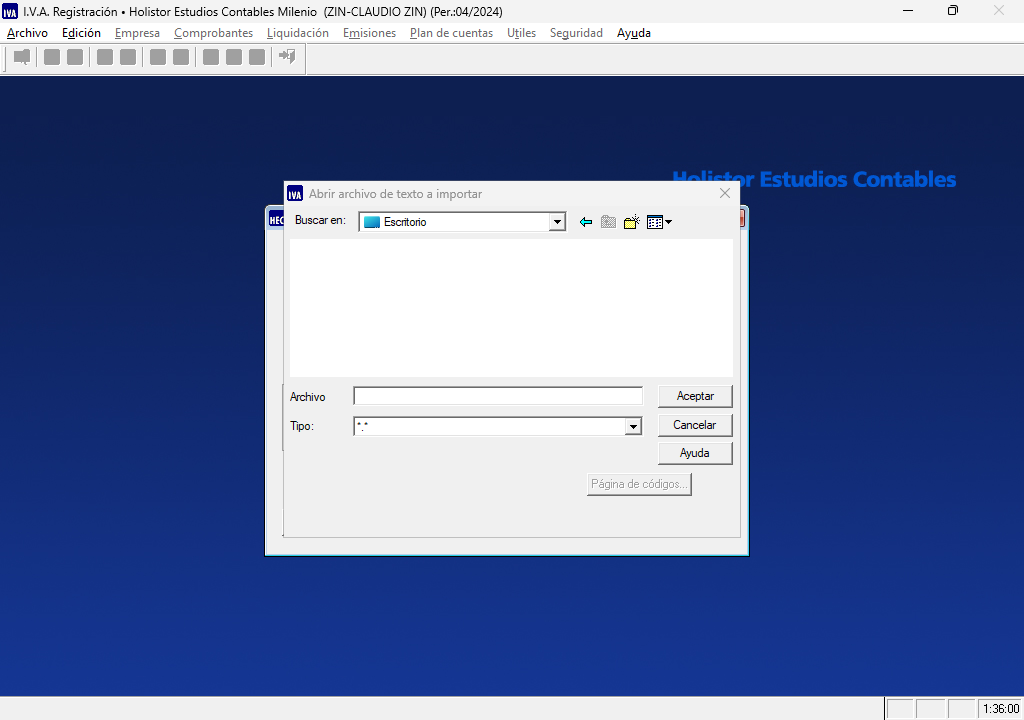 IVA I.V.A. Registración • Holistor Estudios Contables Milenio (ZIN-CLAUDIO ZIN) (Per.:04/2024)
Archivo Edición Empresa Comprobantes Liquidación Emisiones Plan de cuentas Utiles Seguridad Ayuda
Holistor Estudios Contables
IVA Abrir archivo de texto a importar
HEC
Buscar en: Escritorio
Archivo Aceptar
Tipo: *.* Cancelar
Ayuda
Página de códigos...
1:36:00